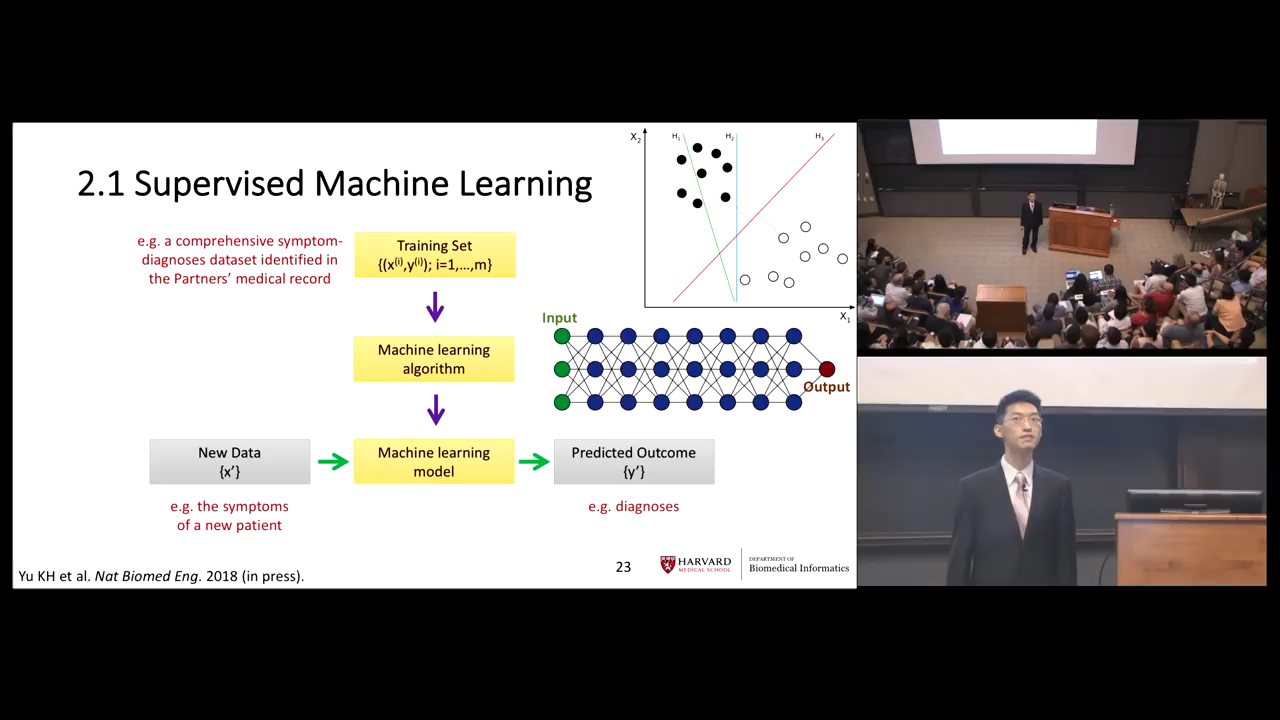 2.1 Supervised Machine Learning
e.g. a comprehensive symptom-
diagnoses dataset identified in
the Partners' medical record
Training Set
{(x⁽ⁱ⁾,y⁽ⁱ⁾); i=1,...,m}
Machine learning
algorithm
New Data
{x'}
Machine learning
model
Predicted Outcome
{y'}
e.g. the symptoms
of a new patient
e.g. diagnoses
X₂
H₁
H₂
H₃
X₁
Input
Output
Yu KH et al. Nat Biomed Eng. 2018 (in press).
23
HARVARD
MEDICAL SCHOOL
DEPARTMENT OF
Biomedical Informatics